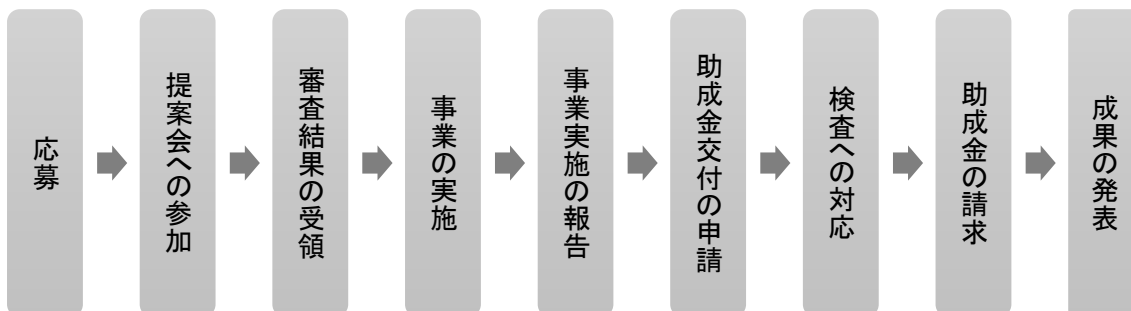 応募
提案会への参加
審査結果の受領
事業の実施
事業実施の報告
助成金交付の申請
検査への対応
助成金の請求
成果の発表